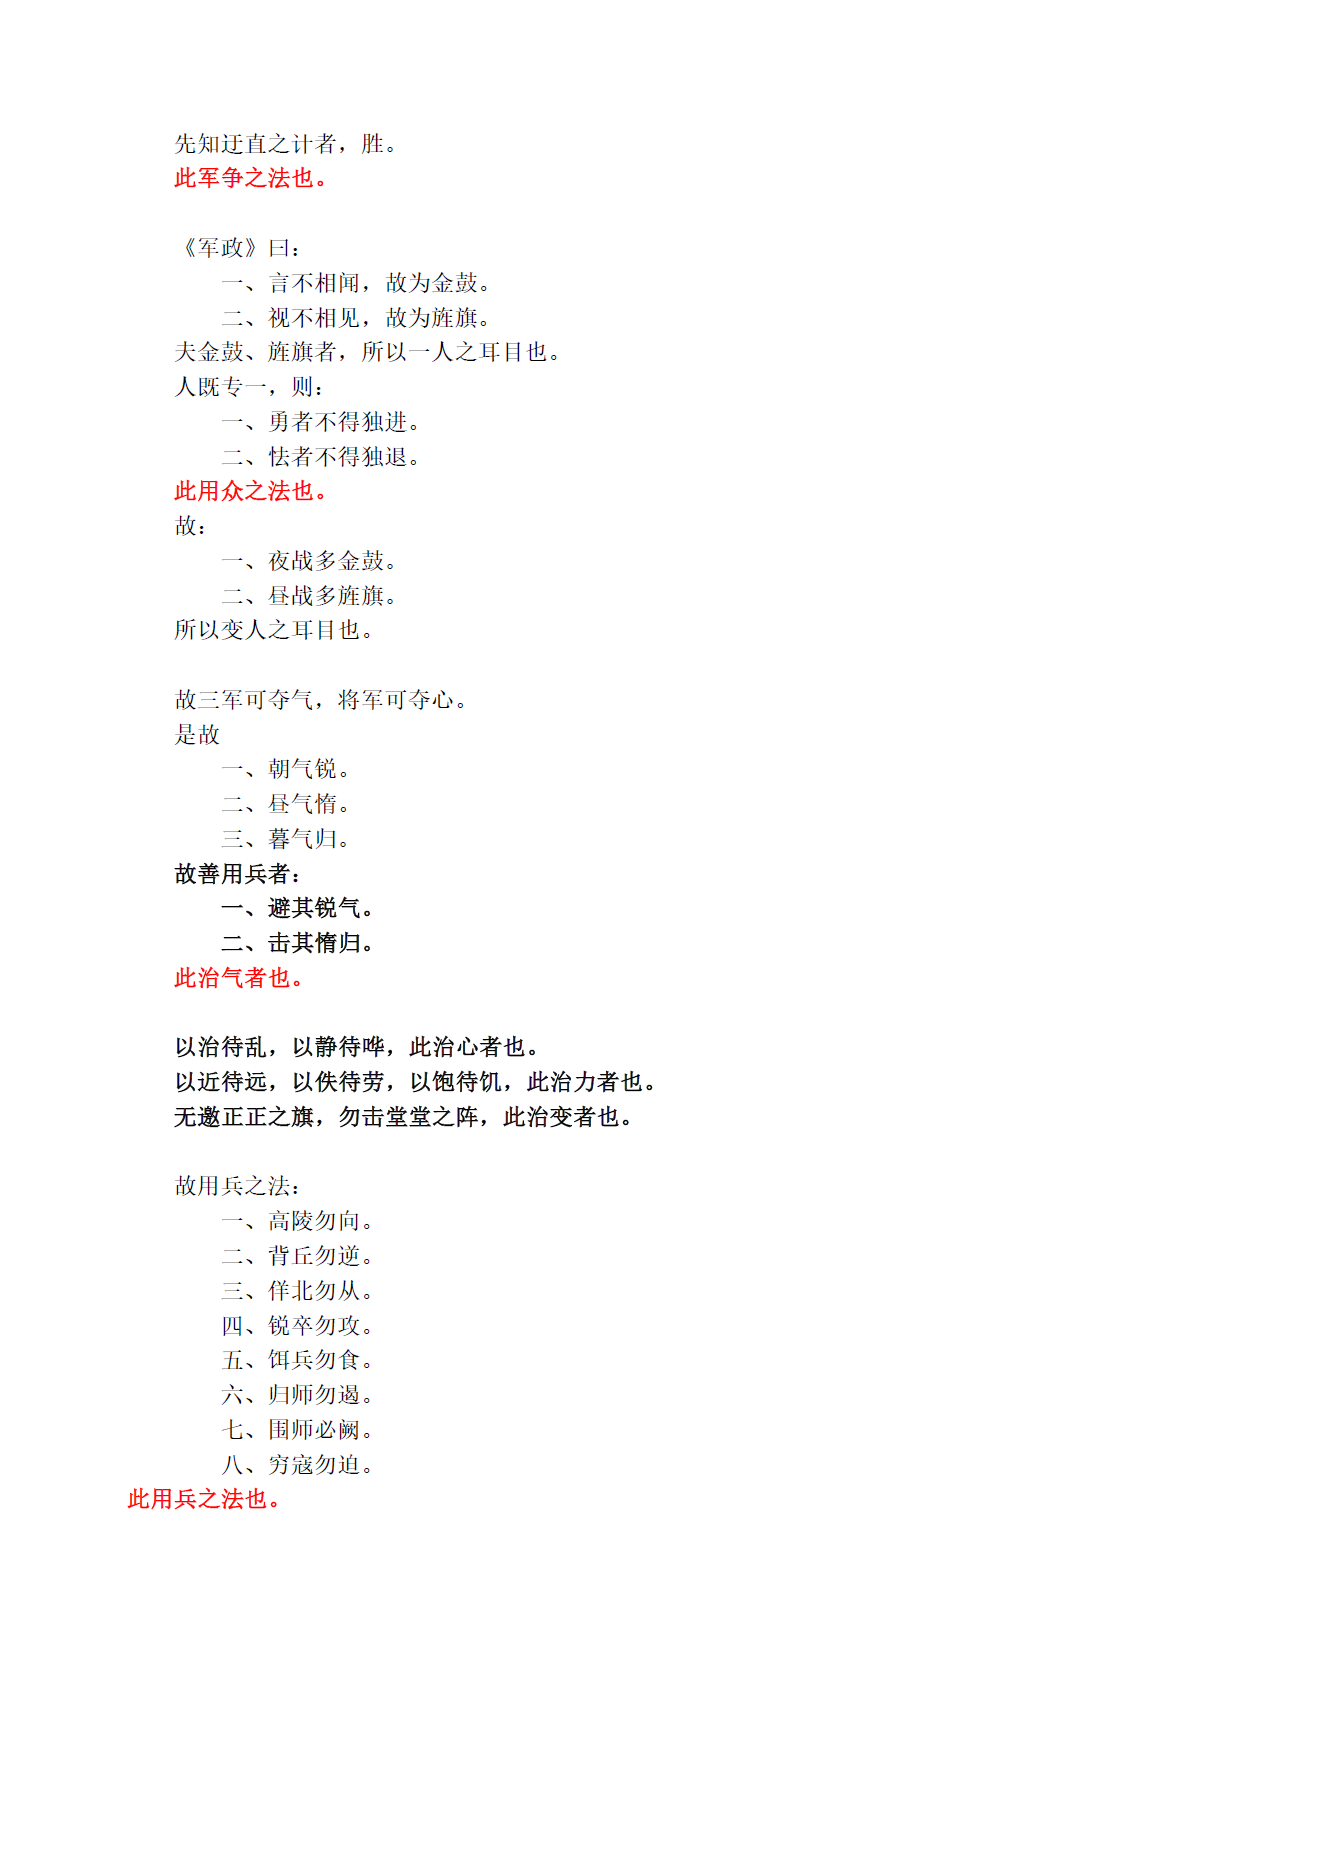 先知迂直之计者，胜。
此军争之法也。
《军政》曰：
一、言不相闻，故为金鼓。
二、视不相见，故为旌旗。
夫金鼓、旌旗者，所以一人之耳目也。
人既专一，则：
一、勇者不得独进。
二、怯者不得独退。
此用众之法也。
故：
一、夜战多金鼓。
二、昼战多旌旗。
所以变人之耳目也。
故三军可夺气，将军可夺心。
是故
一、朝气锐。
二、昼气惰。
三、暮气归。
故善用兵者：
一、避其锐气。
二、击其惰归。
此治气者也。
以治待乱，以静待哗，此治心者也。
以近待远，以佚待劳，以饱待饥，此治力者也。
无邀正正之旗，勿击堂堂之阵，此治变者也。
故用兵之法：
一、高陵勿向。
二、背丘勿逆。
三、佯北勿从。
四、锐卒勿攻。
五、饵兵勿食。
六、归师勿遏。
七、围师必阙。
八、穷寇勿迫。
此用兵之法也。